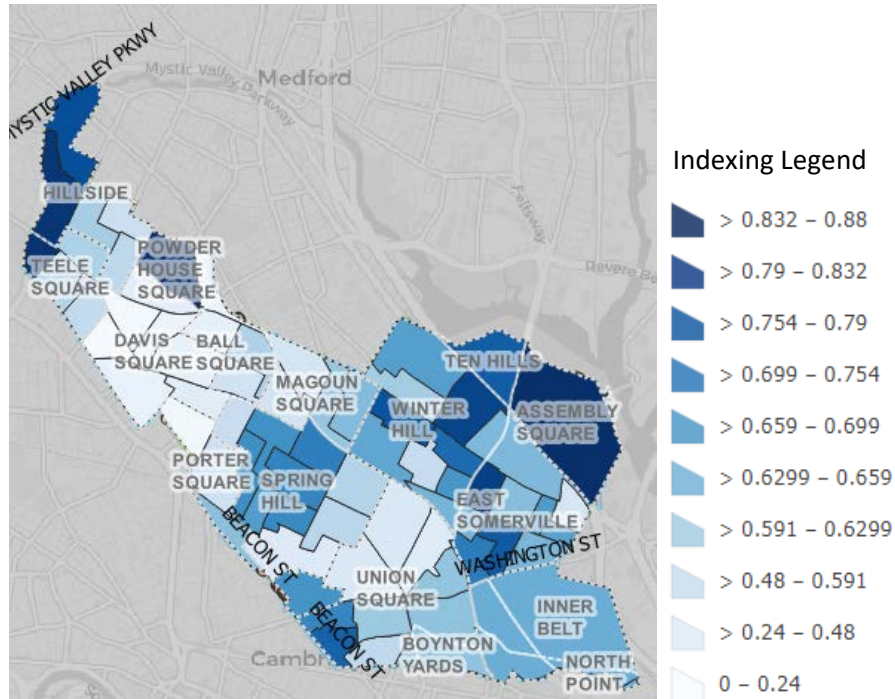 MYSTIC VALLEY PKWY
Mystic Valley Parkway
Medford
Fellsway
Revere Be
HILLSIDE
POWDER
HOUSE
SQUARE
TEELE
SQUARE
DAVIS
SQUARE
BALL
SQUARE
MAGOUN
SQUARE
TEN HILLS
WINTER
HILL
ASSEMBLY
SQUARE
PORTER
SQUARE
SPRING
HILL
EAST
SOMERVILLE
BEACON ST
WASHINGTON ST
UNION
SQUARE
INNER
BELT
BEACON ST
BOYNTON
YARDS
NORTH
POINT
Cambr
Indexing Legend
> 0.832 – 0.88
> 0.79 – 0.832
> 0.754 – 0.79
> 0.699 – 0.754
> 0.659 – 0.699
> 0.6299 – 0.659
> 0.591 – 0.6299
> 0.48 – 0.591
> 0.24 – 0.48
0 – 0.24